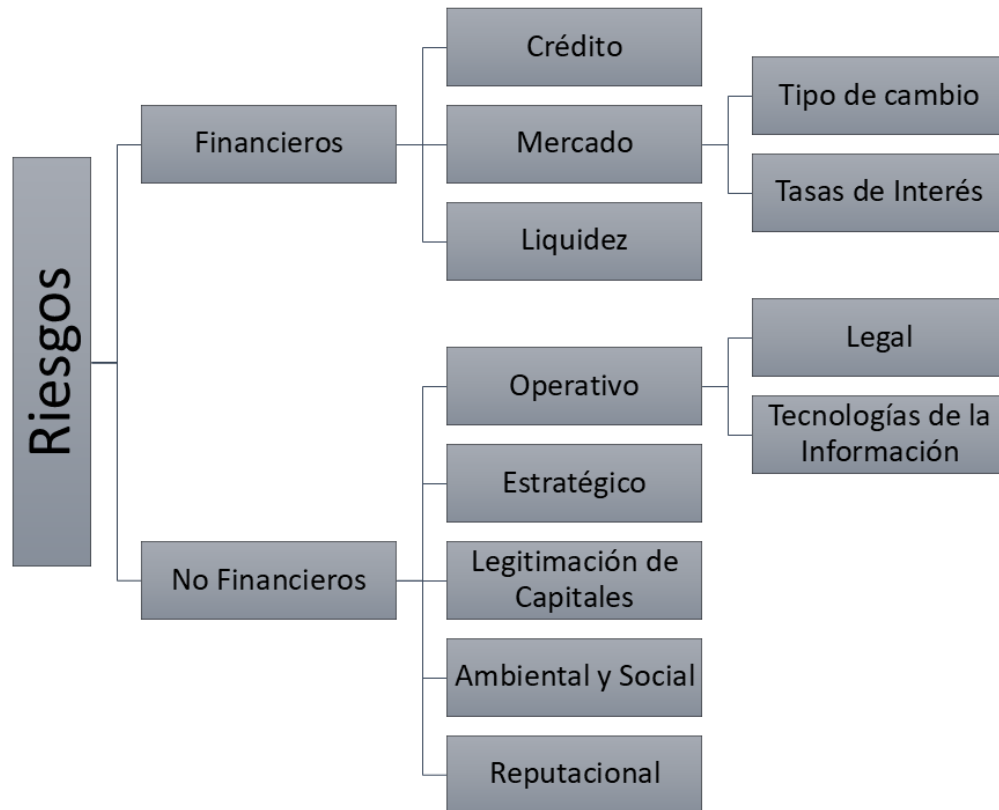 Riesgos
Financieros
Crédito
Mercado
Tipo de cambio
Tasas de Interés
Liquidez
No Financieros
Operativo
Legal
Tecnologías de la
Información
Estratégico
Legitimación de
Capitales
Ambiental y Social
Reputacional